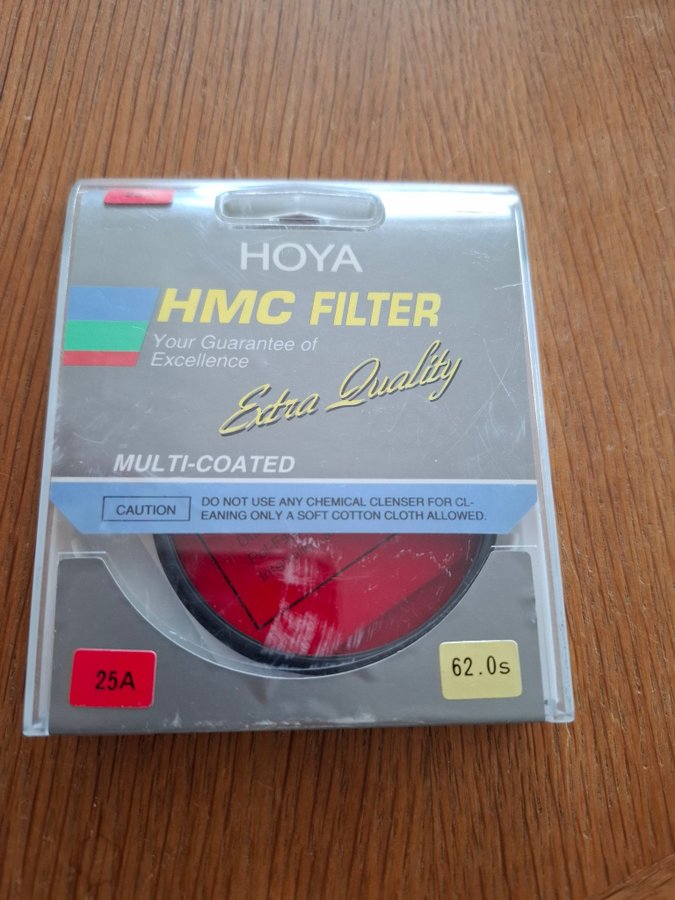 HOYA
HMC FILTER
Your Guarantee of
Excellence
Extra Quality
MULTI-COATED
CAUTION
DO NOT USE ANY CHEMICAL CLENSER FOR CL-
EANING ONLY A SOFT COTTON CLOTH ALLOWED.
25A
62.0s